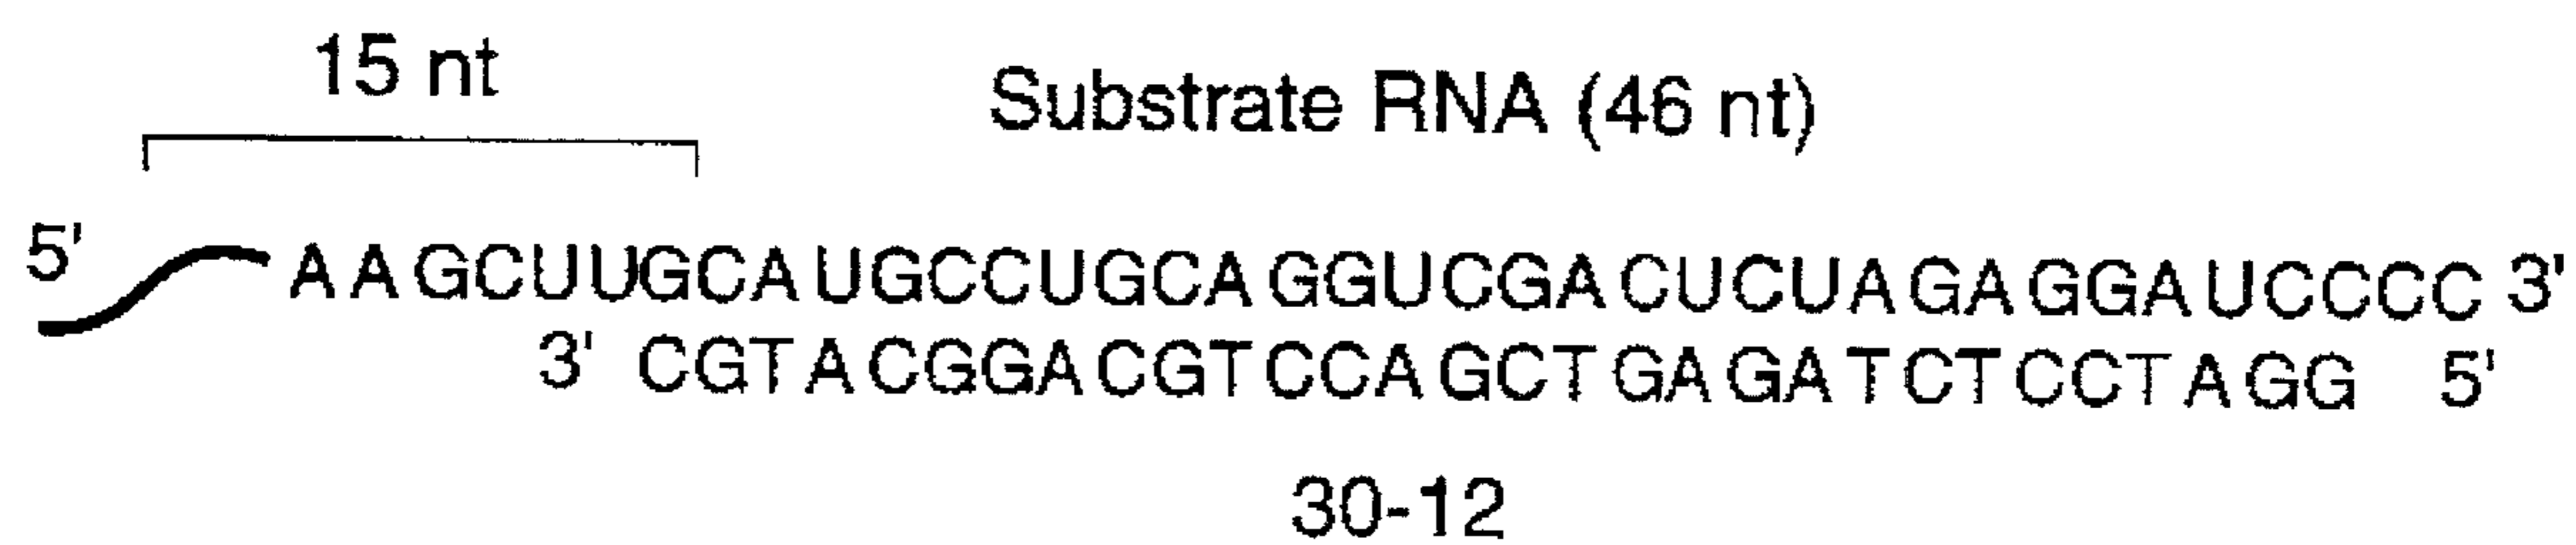 15 nt
Substrate RNA (46 nt)
5' AAGCUUGCAUGCCUGCAGGUCGACUCUAGAGGAUCCCC 3'
3' CGTACGGACGTCCAGCTGAGATCTCCTAGG 5'
30-12